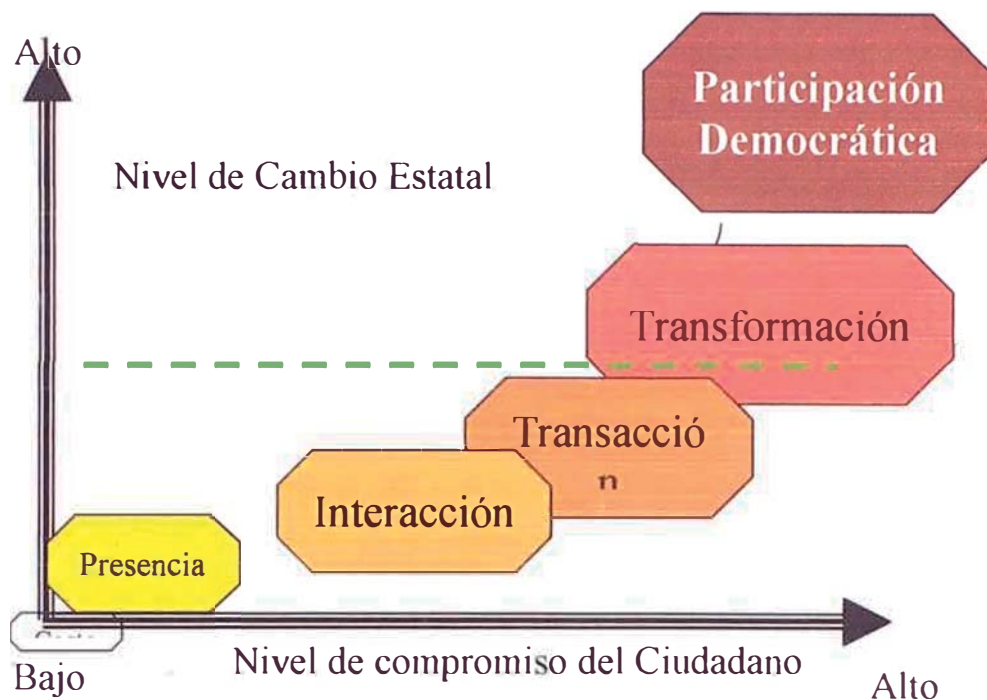 Alto
Participación
Democrática
Nivel de Cambio Estatal
Transformación
Transacció
n
Interacción
Presencia
Bajo
Nivel de compromiso del Ciudadano
Alto